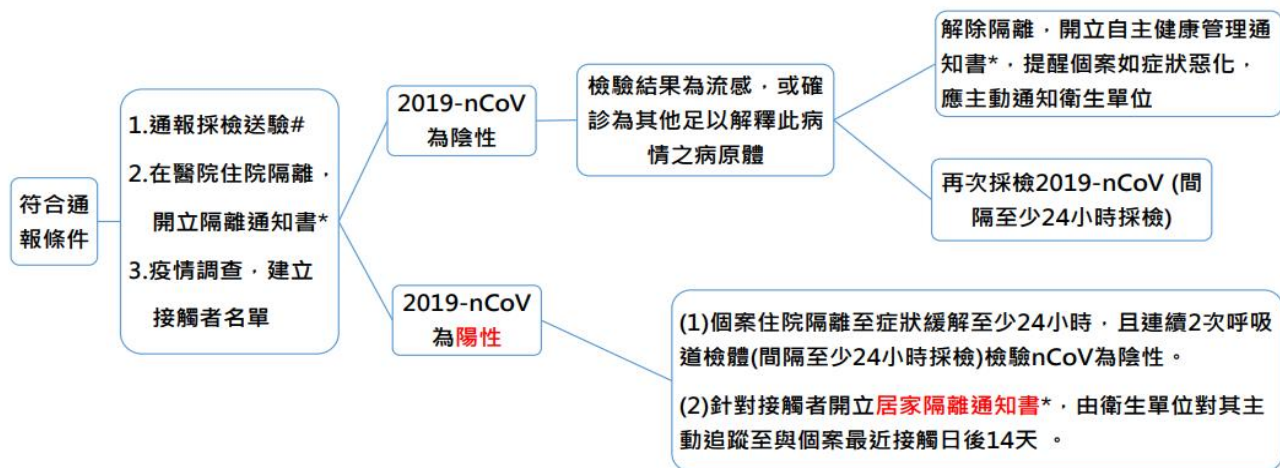 符合通
報條件
1.通報採檢送驗#
2.在醫院住院隔離，
開立隔離通知書*
3.疫情調查，建立
接觸者名單
2019-nCoV
為陰性
檢驗結果為流感，或確
診為其他足以解釋此病
情之病原體
解除隔離，開立自主健康管理通
知書*，提醒個案如症狀惡化，
應主動通知衛生單位
再次採檢2019-nCoV (間
隔至少24小時採檢)
2019-nCoV
為陽性
(1)個案住院隔離至症狀緩解至少24小時，且連續2次呼吸
道檢體(間隔至少24小時採檢)檢驗nCoV為陰性。
(2)針對接觸者開立居家隔離通知書*，由衛生單位對其主
動追蹤至與個案最近接觸日後14天 。